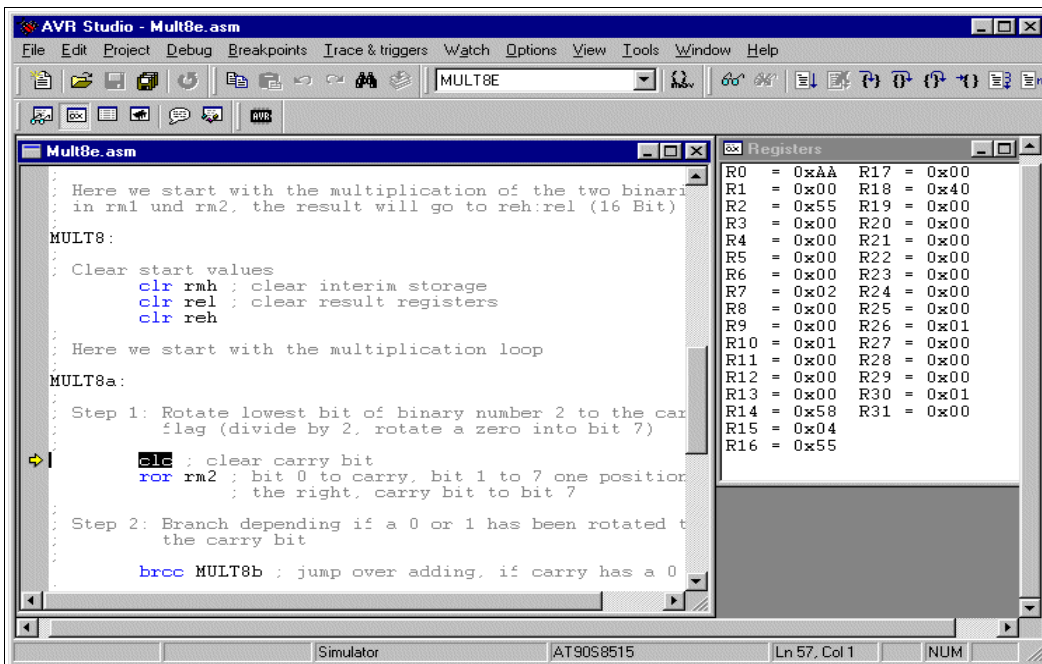 AVR Studio - Mult8e.asm
File Edit Project Debug Breakpoints Trace & triggers Watch Options View Tools Window Help
MULT8E
AVR
Mult8e.asm
;
; Here we start with the multiplication of the two binari
; in rm1 und rm2, the result will go to reh:rel (16 Bit)
;
MULT8:
;
; Clear start values
clr rmh ; clear interim storage
clr rel ; clear result registers
clr reh
;
; Here we start with the multiplication loop
;
MULT8a:
;
; Step 1: Rotate lowest bit of binary number 2 to the car
; flag (divide by 2, rotate a zero into bit 7)
;
clc ; clear carry bit
ror rm2 ; bit 0 to carry, bit 1 to 7 one position
; the right, carry bit to bit 7
;
; Step 2: Branch depending if a 0 or 1 has been rotated t
; the carry bit
;
brcc MULT8b ; jump over adding, if carry has a 0
Registers
R0 = 0xAA R17 = 0x00
R1 = 0x00 R18 = 0x40
R2 = 0x55 R19 = 0x00
R3 = 0x00 R20 = 0x00
R4 = 0x00 R21 = 0x00
R5 = 0x00 R22 = 0x00
R6 = 0x00 R23 = 0x00
R7 = 0x02 R24 = 0x00
R8 = 0x00 R25 = 0x00
R9 = 0x00 R26 = 0x01
R10 = 0x01 R27 = 0x00
R11 = 0x00 R28 = 0x00
R12 = 0x00 R29 = 0x00
R13 = 0x00 R30 = 0x01
R14 = 0x58 R31 = 0x00
R15 = 0x04
R16 = 0x55
Simulator AT90S8515 Ln 57, Col 1 NUM